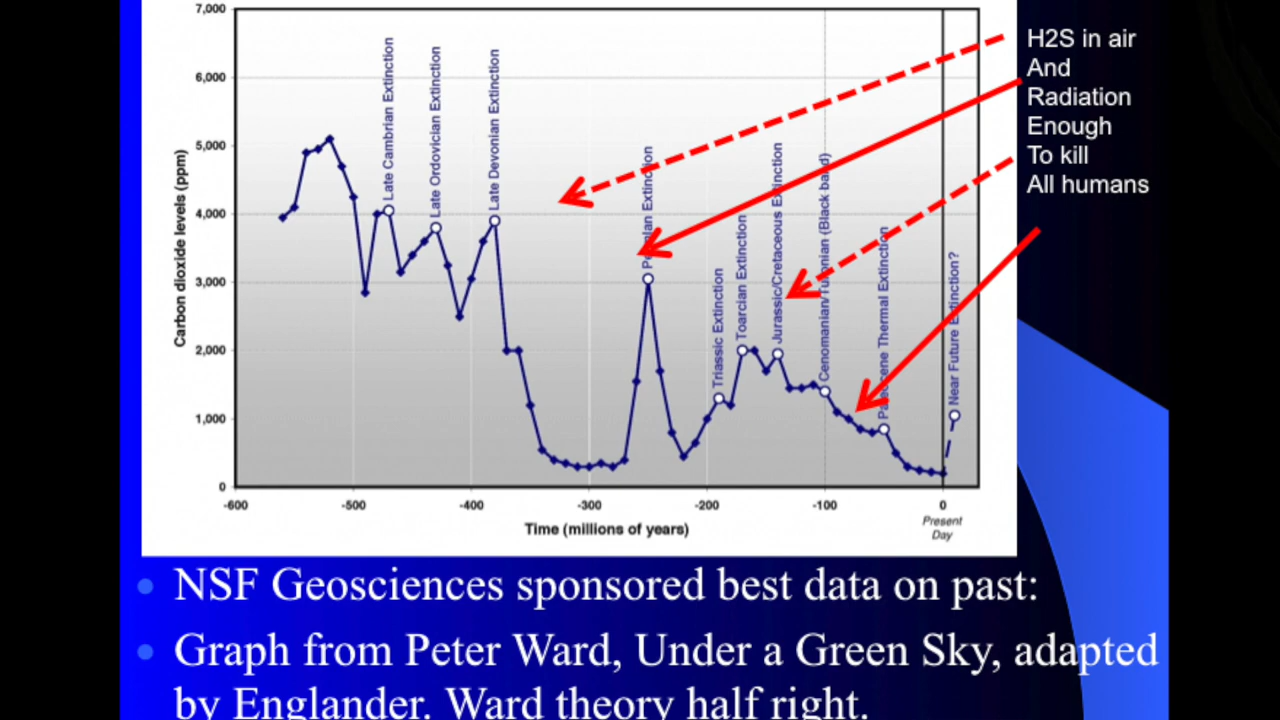 7,000
6,000
5,000
4,000
3,000
2,000
1,000
0
Carbon dioxide levels (ppm)
-600
-500
-400
-300
-200
-100
0
Present
Day
Time (millions of years)
Late Cambrian Extinction
Late Ordovician Extinction
Late Devonian Extinction
Permian Extinction
Triassic Extinction
Toarcian Extinction
Jurassic/Cretaceous Extinction
Cenomanian/Turonian (Black band)
Paleocene Thermal Extinction
Near Future Extinction?
H2S in air
And
Radiation
Enough
To kill
All humans
NSF Geosciences sponsored best data on past:
Graph from Peter Ward, Under a Green Sky, adapted
by Englander. Ward theory half right.